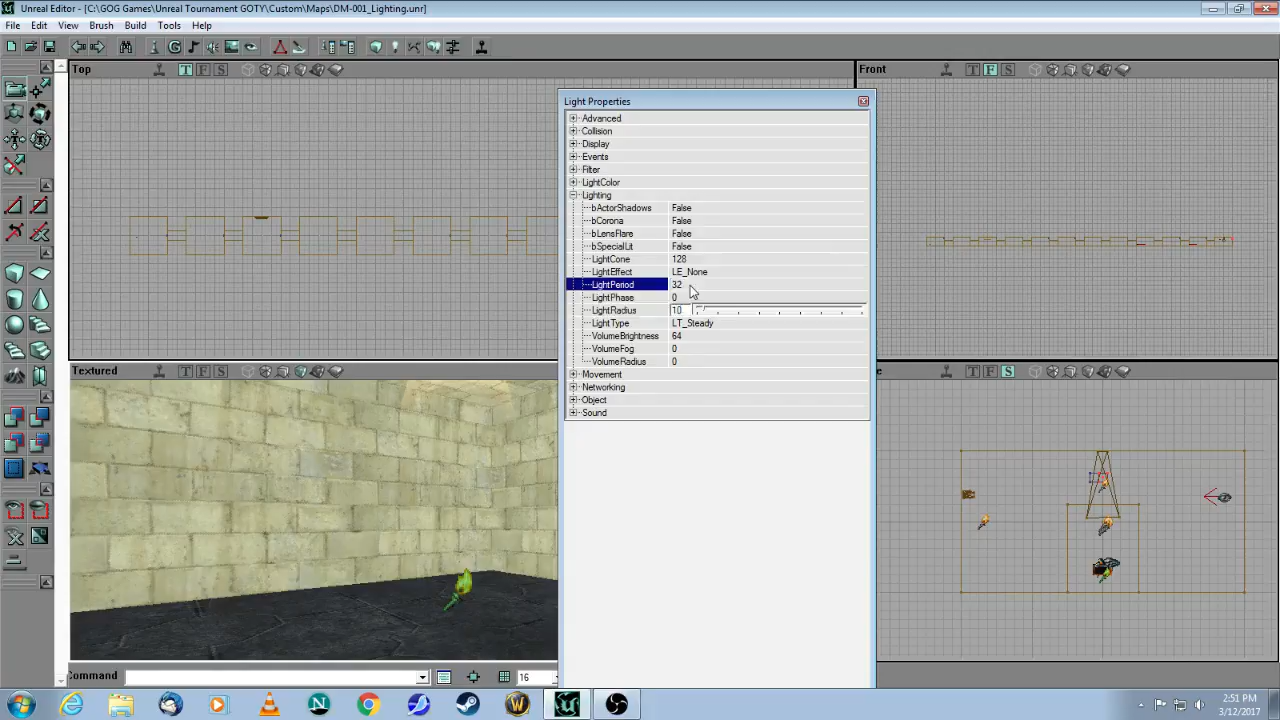 Unreal Editor - [C:\GOG Games\Unreal Tournament GOTY\Custom\Maps\DM-001_Lighting.unr]
File Edit View Brush Build Tools Help
Top T F S
Front T F S
Light Properties
Advanced
Collision
Display
Events
Filter
LightColor
Lighting
bActorShadows False
bCorona False
bLensFlare False
bSpecialLit False
LightCone 128
LightEffect LE_None
LightPeriod 32
LightPhase 0
LightRadius 10
LightType LT_Steady
VolumeBrightness 64
VolumeFog 0
VolumeRadius 0
Movement
Networking
Object
Sound
Textured T F S
e T F S
Command 16
2:51 PM
3/12/2017